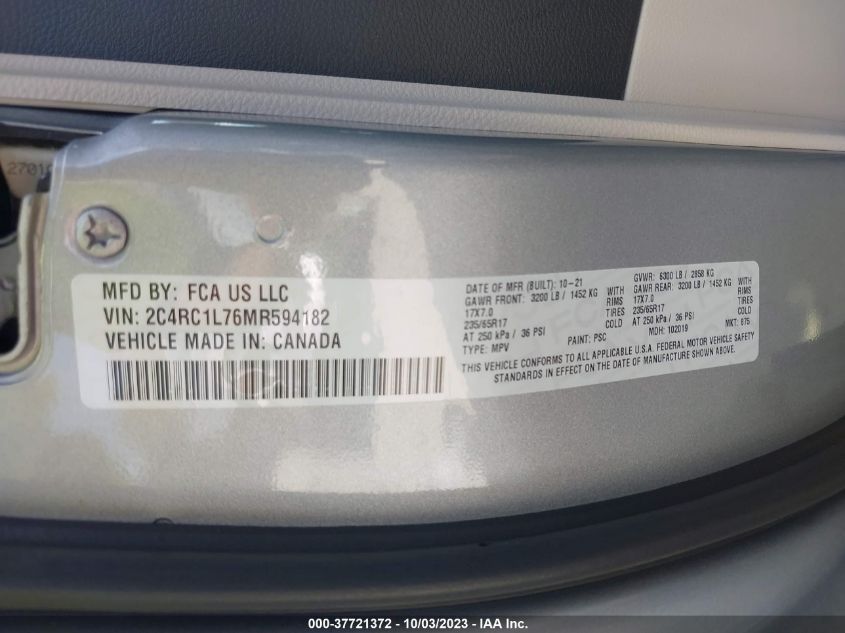 MFD BY: FCA US LLC
VIN: 2C4RC1L76MR594182
VEHICLE MADE IN: CANADA
DATE OF MFR (BUILT): 10-21
GVWR: 6300 LB / 2858 KG
GAWR FRONT: 3200 LB / 1452 KG WITH
GAWR REAR: 3200 LB / 1452 KG WITH
17X7.0 RIMS
17X7.0 RIMS
235/65R17 TIRES
235/65R17 TIRES
AT 250 kPa / 36 PSI COLD
AT 250 kPa / 36 PSI COLD
TYPE: MPV
PAINT: PSC
MDH: 102019
MKT: 875
THIS VEHICLE CONFORMS TO ALL APPLICABLE U.S.A. FEDERAL MOTOR VEHICLE SAFETY
STANDARDS IN EFFECT ON THE DATE OF MANUFACTURE SHOWN ABOVE.
000-37721372 - 10/03/2023 - IAA Inc.